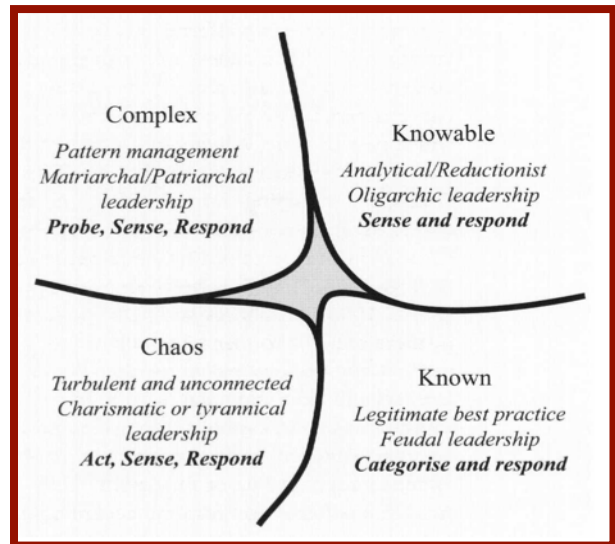 Complex
Pattern management
Matriarchal/Patriarchal
leadership
Probe, Sense, Respond
Knowable
Analytical/Reductionist
Oligarchic leadership
Sense and respond
Chaos
Turbulent and unconnected
Charismatic or tyrannical
leadership
Act, Sense, Respond
Known
Legitimate best practice
Feudal leadership
Categorise and respond